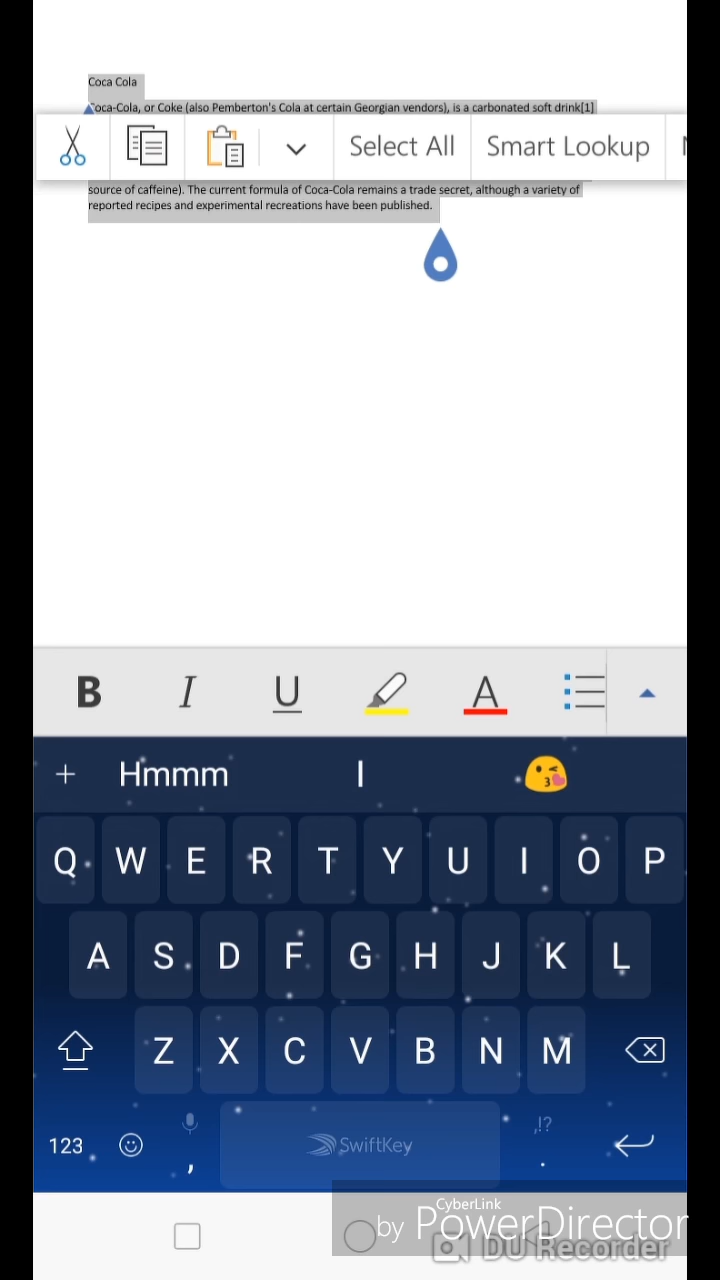 Coca Cola
Coca-Cola, or Coke (also Pemberton's Cola at certain Georgian vendors), is a carbonated soft drink[1]
Select All
Smart Lookup
source of caffeine). The current formula of Coca-Cola remains a trade secret, although a variety of
reported recipes and experimental recreations have been published.
B I U A
Hmmm I
Q W E R T Y U I O P
A S D F G H J K L
Z X C V B N M
123 , SwiftKey ,!? .
CyberLink
by PowerDirector
DU Recorder